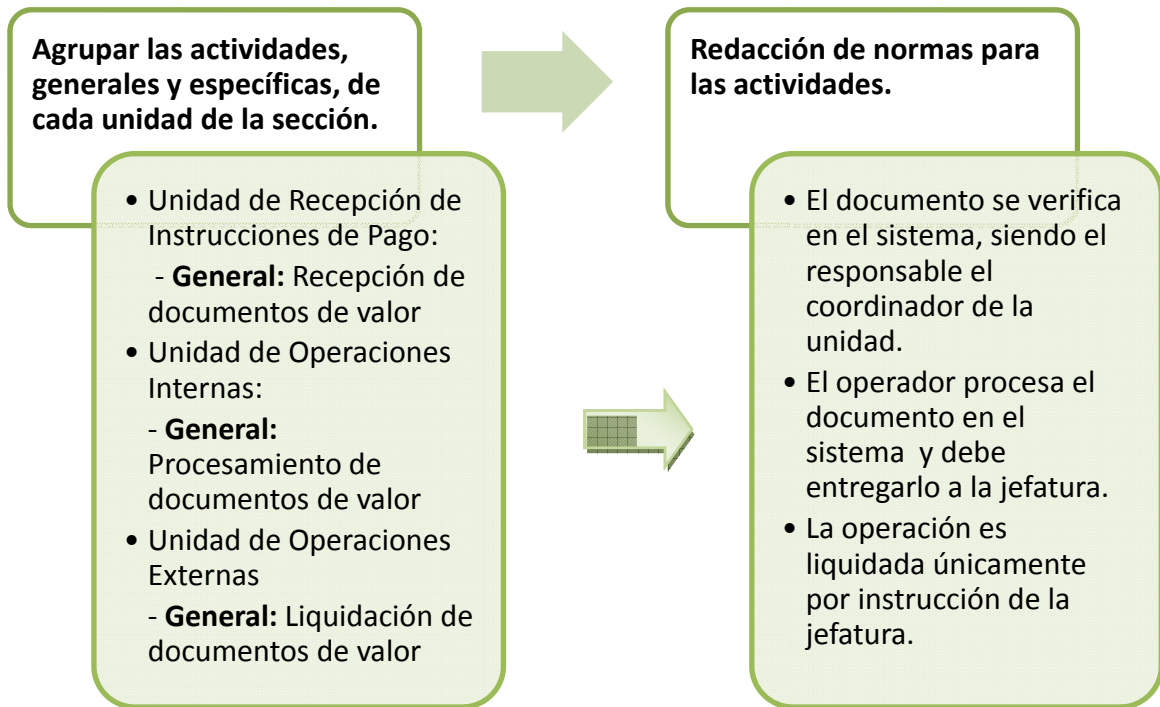 Agrupar las actividades,
generales y específicas, de
cada unidad de la sección.
• Unidad de Recepción de
Instrucciones de Pago:
- General: Recepción de
documentos de valor
• Unidad de Operaciones
Internas:
- General:
Procesamiento de
documentos de valor
• Unidad de Operaciones
Externas
- General: Liquidación de
documentos de valor
Redacción de normas para
las actividades.
• El documento se verifica
en el sistema, siendo el
responsable el
coordinador de la
unidad.
• El operador procesa el
documento en el
sistema y debe
entregarlo a la jefatura.
• La operación es
liquidada únicamente
por instrucción de la
jefatura.